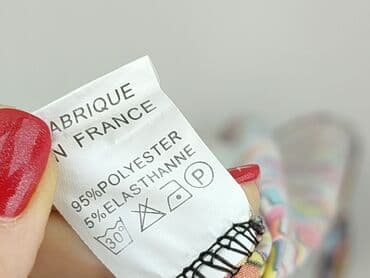 ABRIQUE
N FRANCE
95%POLYESTER
5%ELASTHANNE
30° P